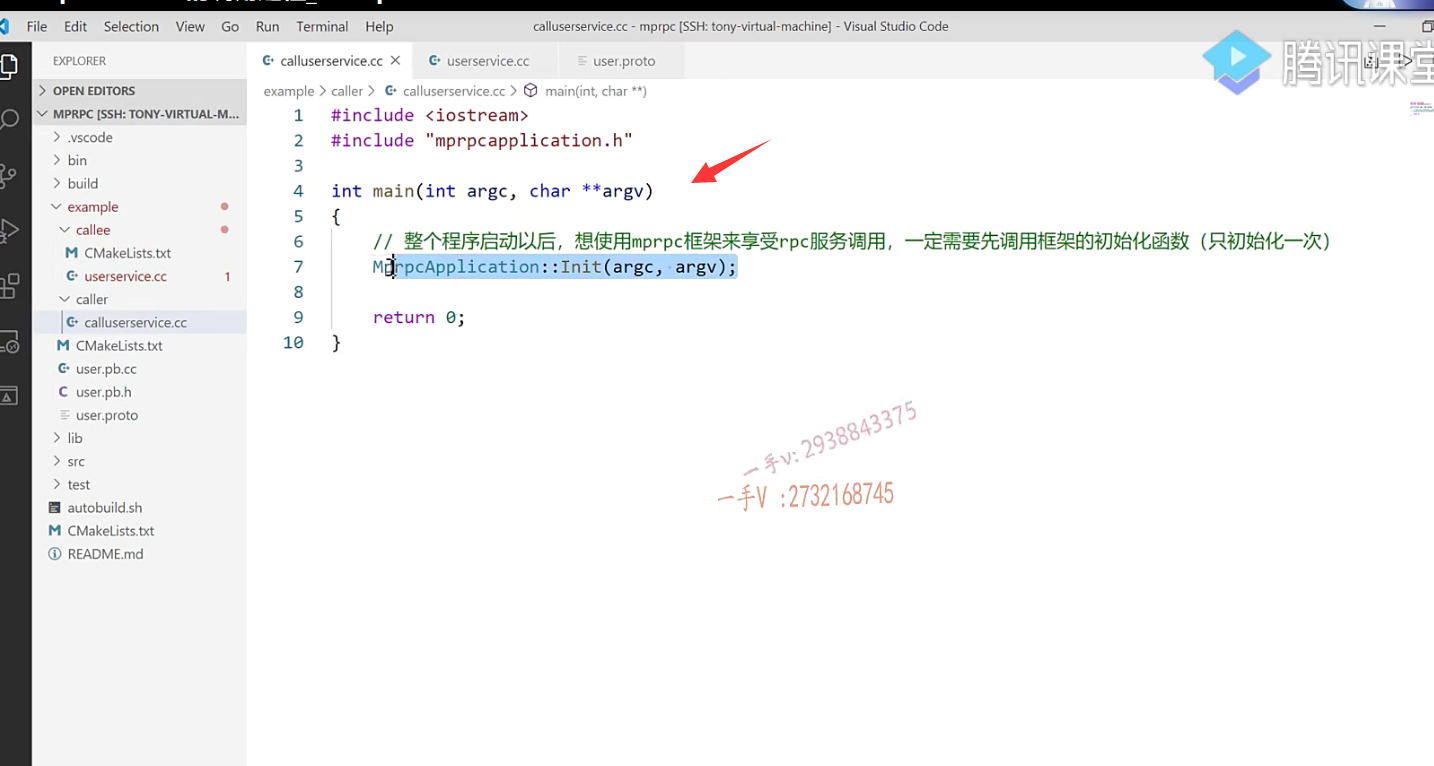 File Edit Selection View Go Run Terminal Help
calluserservice.cc - mprpc [SSH: tony-virtual-machine] - Visual Studio Code
EXPLORER
OPEN EDITORS
MPRPC [SSH: TONY-VIRTUAL-M...
.vscode
bin
build
example
callee
CMakeLists.txt
userservice.cc 1
caller
calluserservice.cc
CMakeLists.txt
user.pb.cc
user.pb.h
user.proto
lib
src
test
autobuild.sh
CMakeLists.txt
README.md
calluserservice.cc userservice.cc user.proto
腾讯课堂
example > caller > calluserservice.cc > main(int, char **)
1 #include <iostream>
2 #include "mprpcapplication.h"
3
4 int main(int argc, char **argv)
5 {
6 // 整个程序启动以后，想使用mprpc框架来享受rpc服务调用，一定需要先调用框架的初始化函数（只初始化一次）
7 MprpcApplication::Init(argc, argv);
8
9 return 0;
10 }
一手v: 2938843375
一手V :2732168745